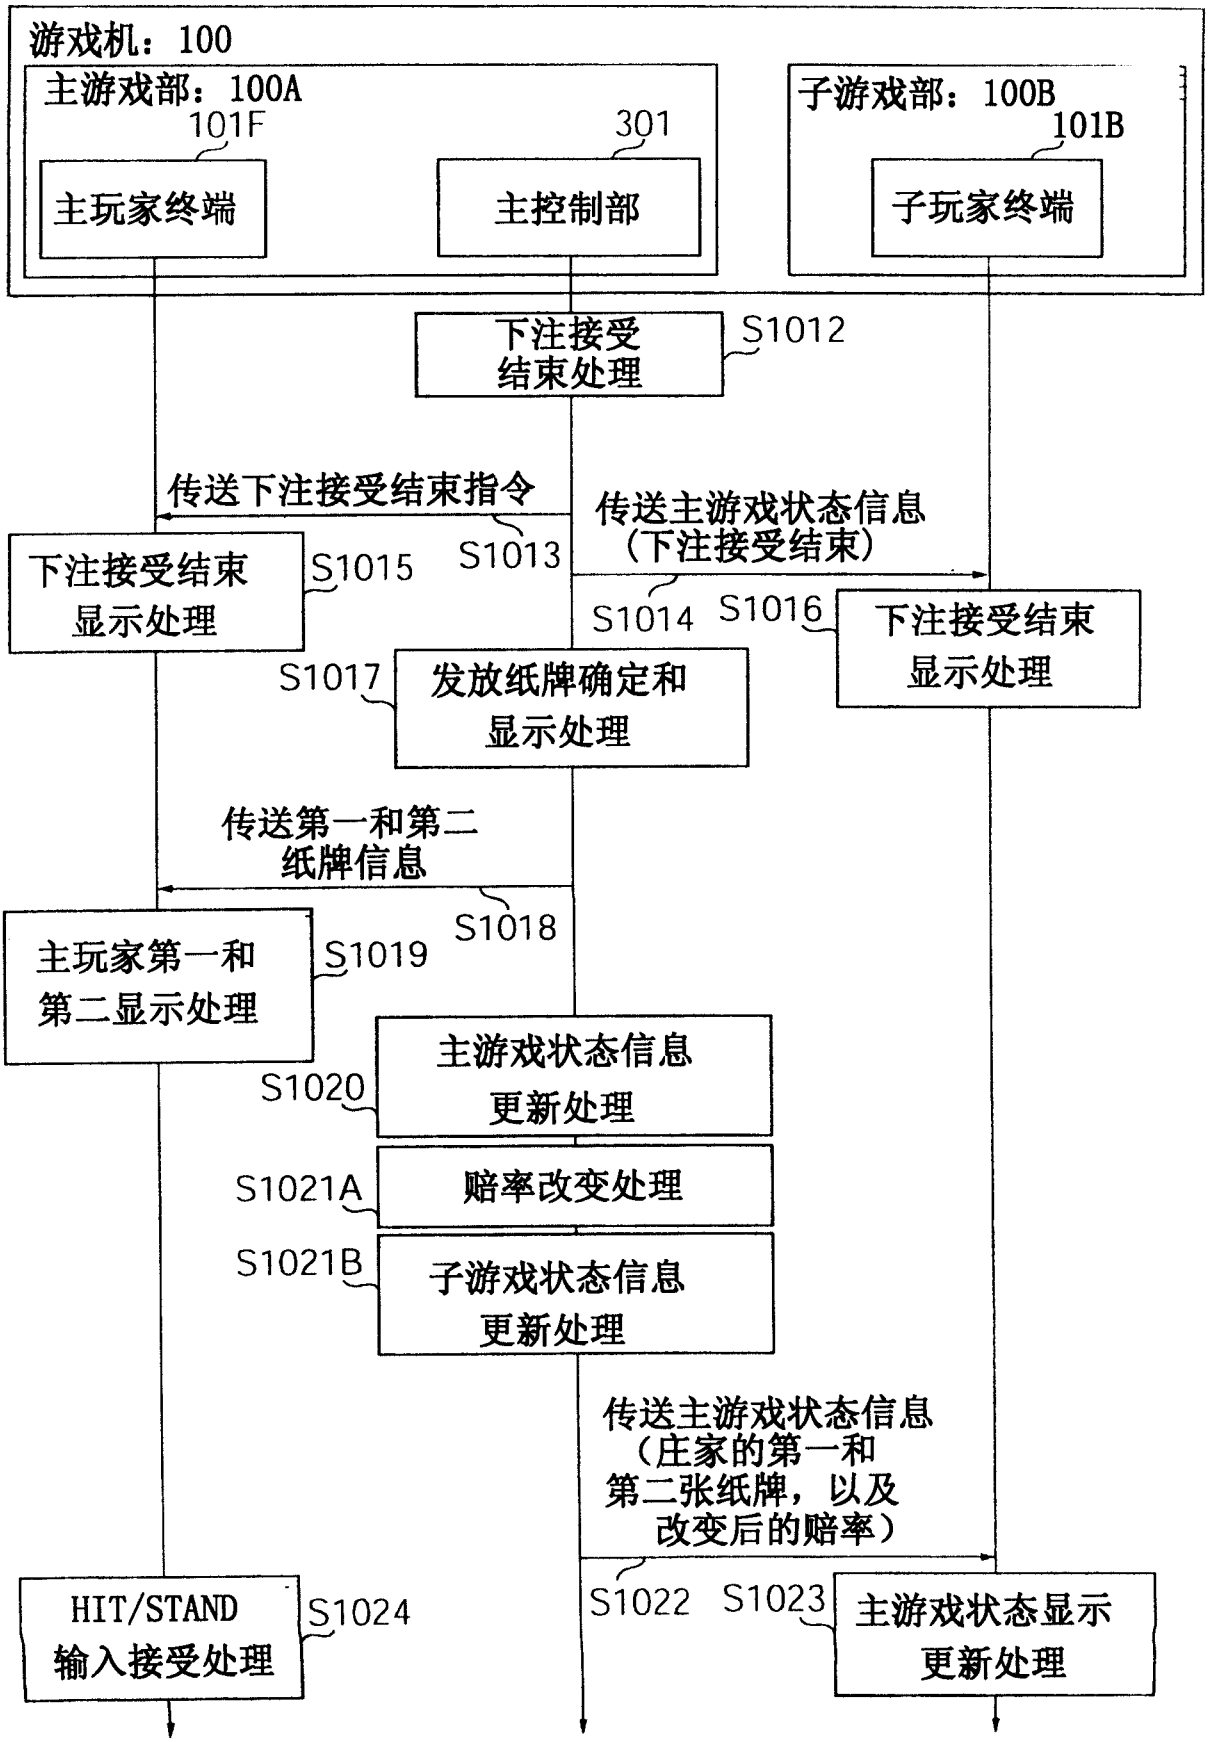 游戏机：100
主游戏部：100A
子游戏部：100B
101F
301
101B
主玩家终端
主控制部
子玩家终端
下注接受
结束处理
S1012
传送下注接受结束指令
S1013
传送主游戏状态信息
(下注接受结束)
S1014
下注接受结束
显示处理
S1015
S1016
下注接受结束
显示处理
S1017
发放纸牌确定和
显示处理
传送第一和第二
纸牌信息
S1018
主玩家第一和
第二显示处理
S1019
主游戏状态信息
更新处理
S1020
赔率改变处理
S1021A
子游戏状态信息
更新处理
S1021B
传送主游戏状态信息
（庄家的第一和
第二张纸牌，以及
改变后的赔率）
S1022
S1023
主游戏状态显示
更新处理
HIT/STAND
输入接受处理
S1024